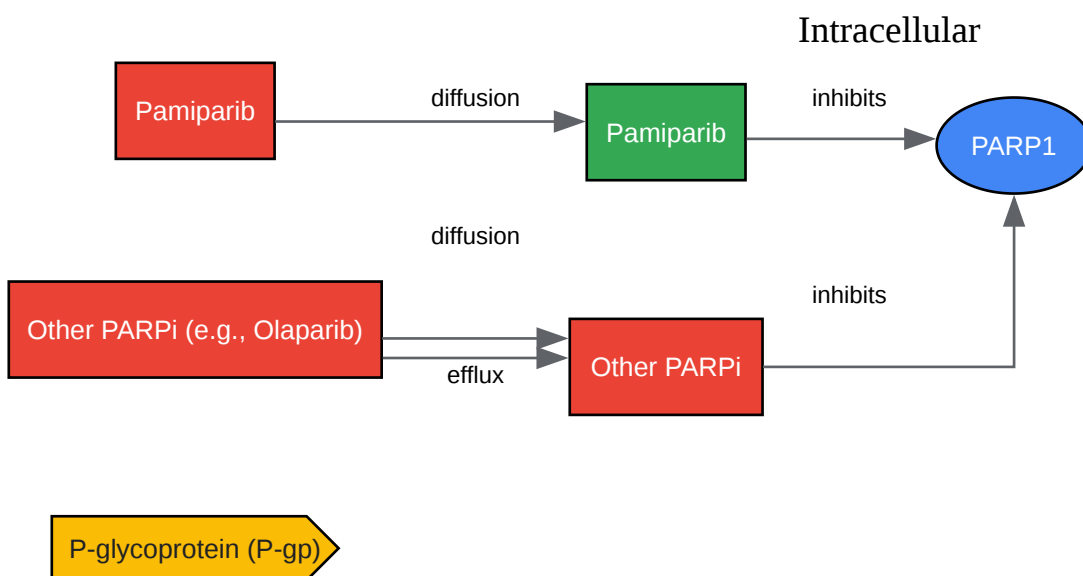 Intracellular
Pamiparib
diffusion
Pamiparib
inhibits
PARP1
diffusion
Other PARPi (e.g., Olaparib)
inhibits
efflux
Other PARPi
P-glycoprotein (P-gp)